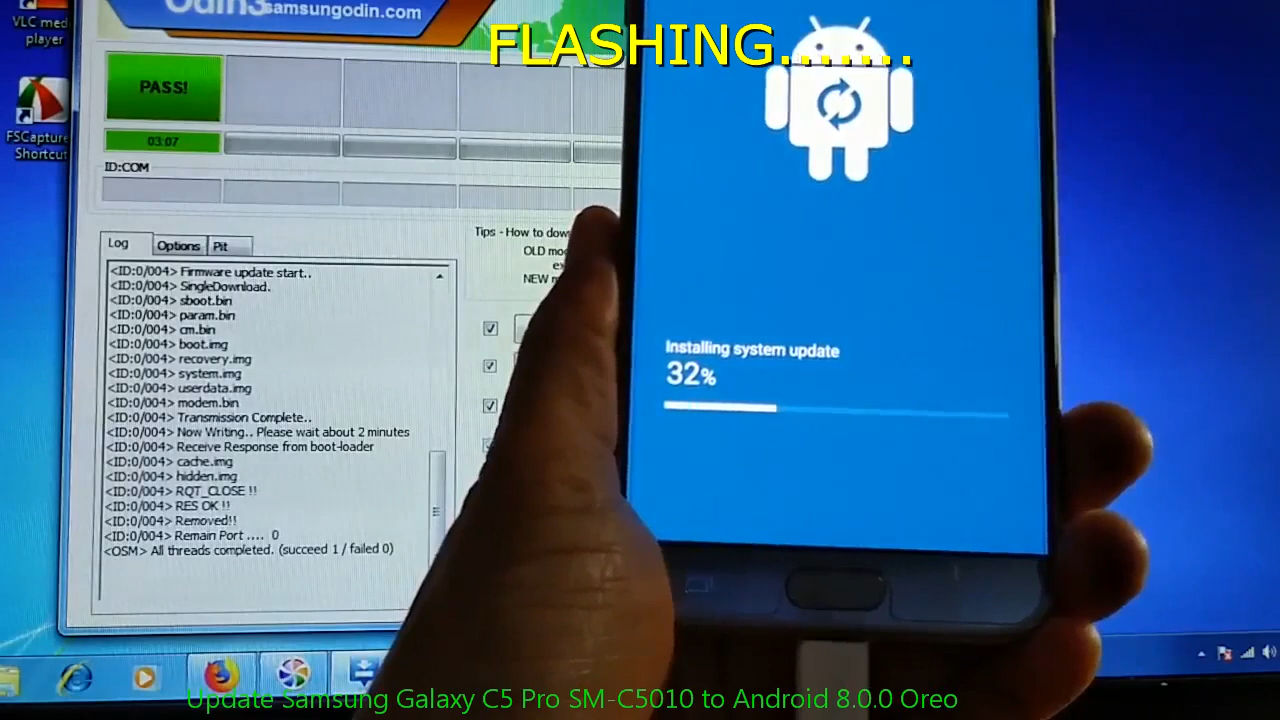 VLC med
player
FSCapture
Shortcut
Odin3
samsungodin.com
FLASHING.......
PASS!
03:07
ID:COM
Log
Options
Pit
<ID:0/004> Firmware update start..
<ID:0/004> SingleDownload.
<ID:0/004> sboot.bin
<ID:0/004> param.bin
<ID:0/004> cm.bin
<ID:0/004> boot.img
<ID:0/004> recovery.img
<ID:0/004> system.img
<ID:0/004> userdata.img
<ID:0/004> modem.bin
<ID:0/004> Transmission Complete..
<ID:0/004> Now Writing.. Please wait about 2 minutes
<ID:0/004> Receive Response from boot-loader
<ID:0/004> cache.img
<ID:0/004> hidden.img
<ID:0/004> RQT_CLOSE !!
<ID:0/004> RES OK !!
<ID:0/004> Removed!!
<ID:0/004> Remain Port .... 0
<OSM> All threads completed. (succeed 1 / failed 0)
Tips - How to dow
OLD mo
ex
NEW m
Installing system update
32%
Update Samsung Galaxy C5 Pro SM-C5010 to Android 8.0.0 Oreo